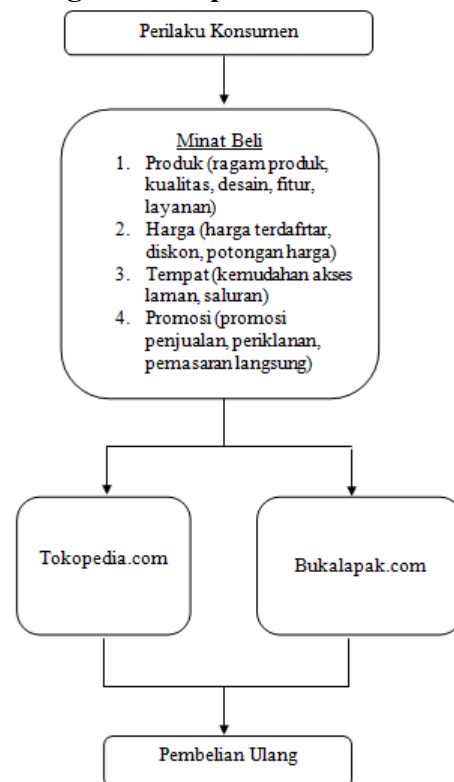 Perilaku Konsumen
Minat Beli
1. Produk (ragam produk,
kualitas, desain, fitur,
layanan)
2. Harga (harga terdafrtar,
diskon, potongan harga)
3. Tempat (kemudahan akses
laman, saluran)
4. Promosi (promosi
penjualan, periklanan,
pemasaran langsung)
Tokopedia.com
Bukalapak.com
Pembelian Ulang